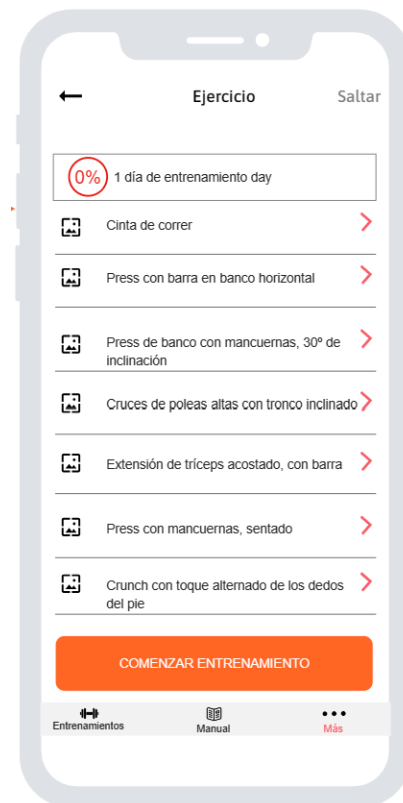 Ejercicio
Saltar
0%
1 día de entrenamiento day
Cinta de correr
Press con barra en banco horizontal
Press de banco con mancuernas, 30º de
inclinación
Cruces de poleas altas con tronco inclinado
Extensión de tríceps acostado, con barra
Press con mancuernas, sentado
Crunch con toque alternado de los dedos
del pie
COMENZAR ENTRENAMIENTO
Entrenamientos
Manual
Más